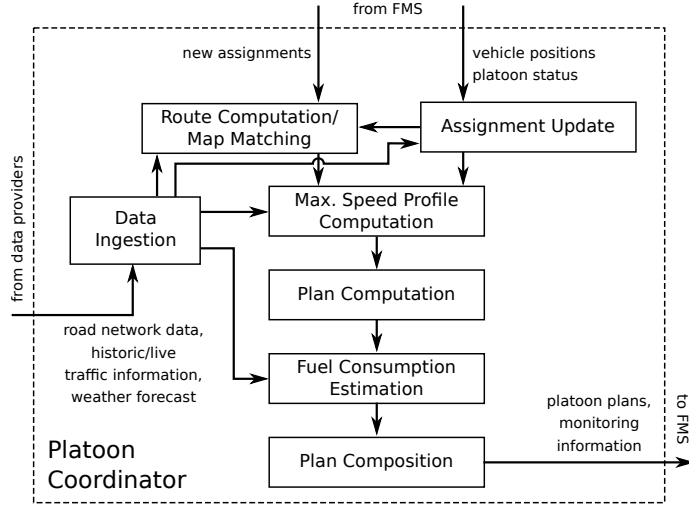 from FMS
new assignments
vehicle positions
platoon status
Route Computation/
Map Matching
Assignment Update
from data providers
Data
Ingestion
Max. Speed Profile
Computation
Plan Computation
road network data,
historic/live
traffic information,
weather forecast
Fuel Consumption
Estimation
platoon plans,
monitoring
information
to FMS
Platoon
Coordinator
Plan Composition